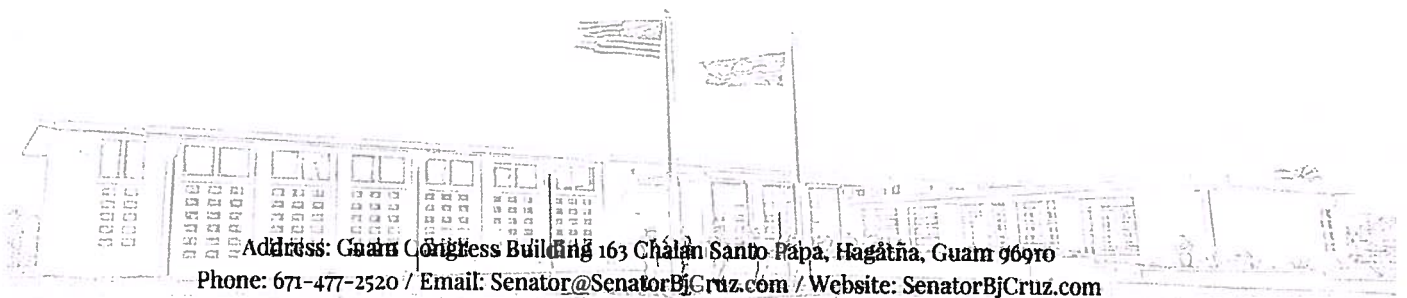 Address: Guam Congress Building 163 Chalan Santo Papa, Hagåtña, Guam 96910
Phone: 671-477-2520 / Email: Senator@SenatorBjCruz.com / Website: SenatorBjCruz.com